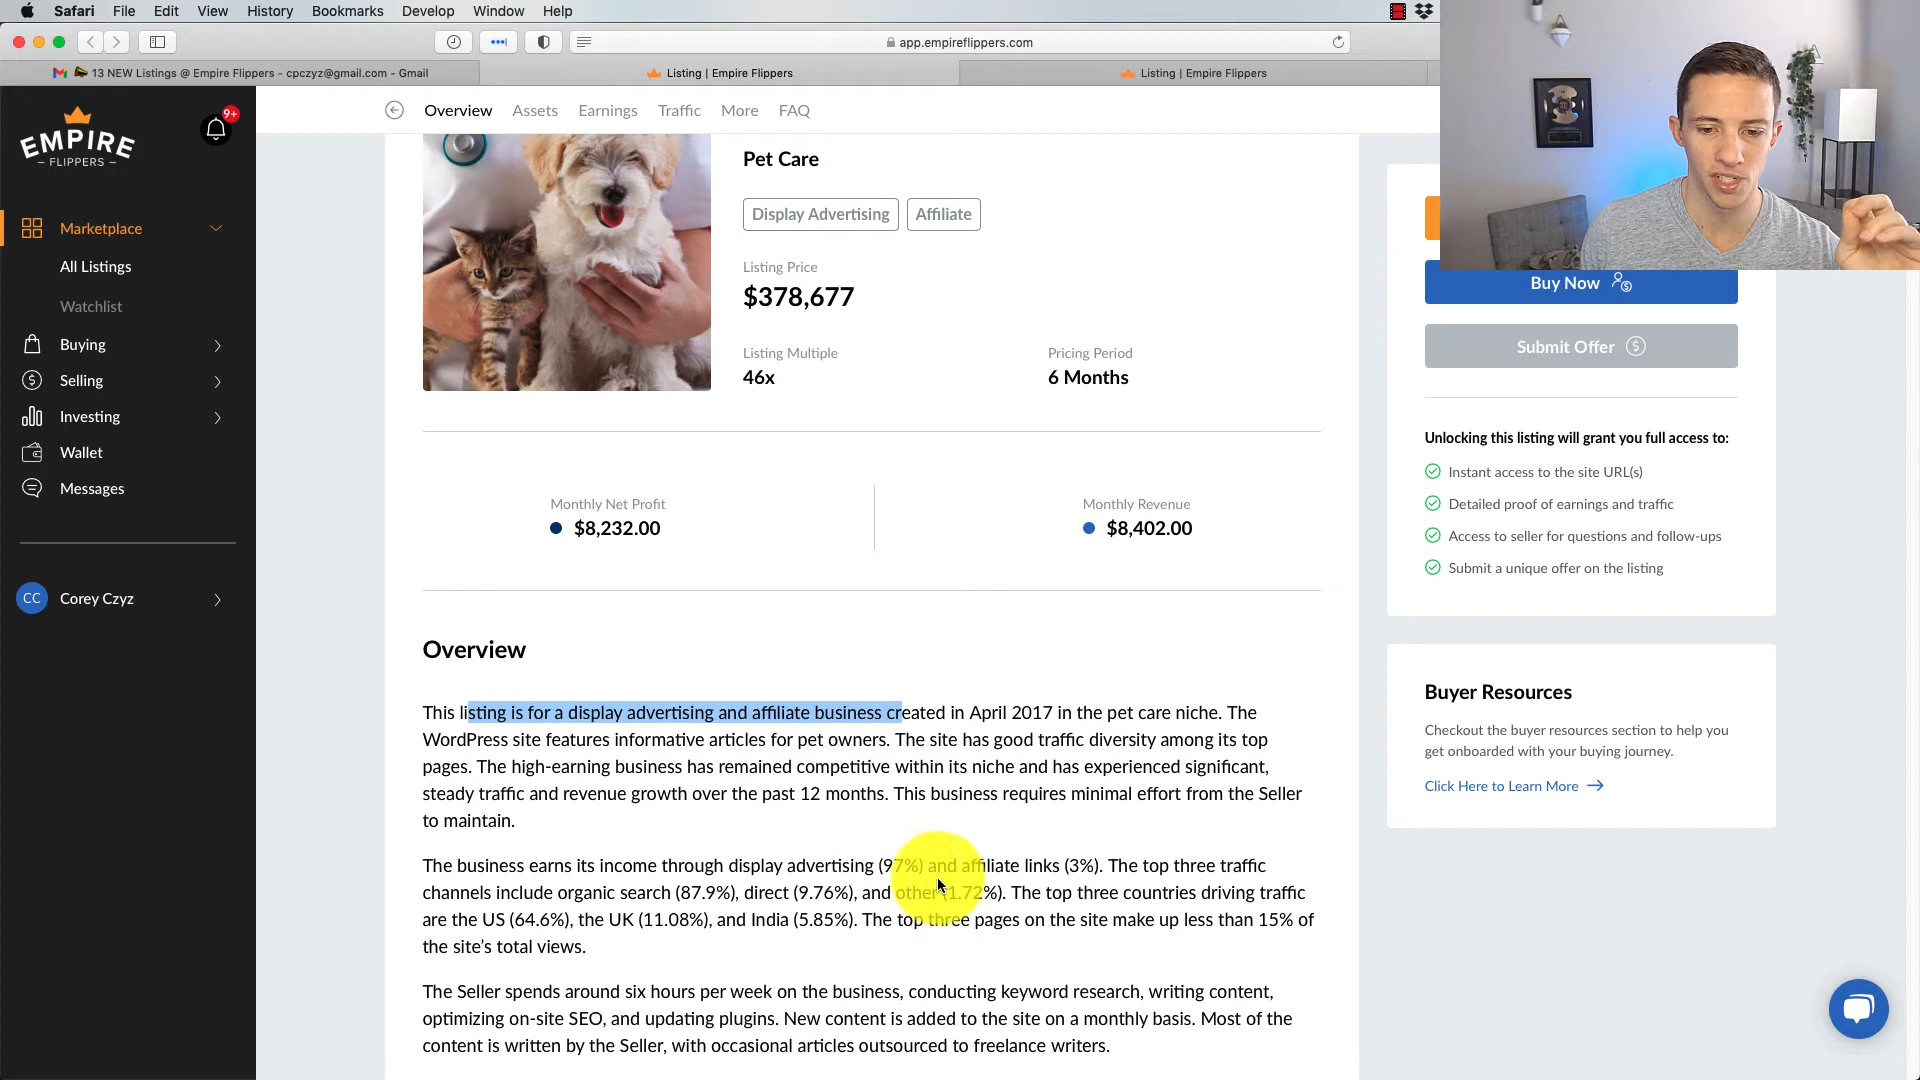 Safari File Edit View History Bookmarks Develop Window Help
app.empireflippers.com
13 NEW Listings @ Empire Flippers - cpczyz@gmail.com - Gmail
Listing | Empire Flippers
Listing | Empire Flippers
EMPIRE
FLIPPERS
9+
Marketplace
All Listings
Watchlist
Buying
Selling
Investing
Wallet
Messages
CC Corey Czyz
Overview Assets Earnings Traffic More FAQ
Pet Care
Display Advertising Affiliate
Listing Price
$378,677
Listing Multiple Pricing Period
46x 6 Months
Monthly Net Profit Monthly Revenue
$8,232.00 $8,402.00
Overview
This listing is for a display advertising and affiliate business created in April 2017 in the pet care niche. The
WordPress site features informative articles for pet owners. The site has good traffic diversity among its top
pages. The high-earning business has remained competitive within its niche and has experienced significant,
steady traffic and revenue growth over the past 12 months. This business requires minimal effort from the Seller
to maintain.
The business earns its income through display advertising (97%) and affiliate links (3%). The top three traffic
channels include organic search (87.9%), direct (9.76%), and other (1.72%). The top three countries driving traffic
are the US (64.6%), the UK (11.08%), and India (5.85%). The top three pages on the site make up less than 15% of
the site’s total views.
The Seller spends around six hours per week on the business, conducting keyword research, writing content,
optimizing on-site SEO, and updating plugins. New content is added to the site on a monthly basis. Most of the
content is written by the Seller, with occasional articles outsourced to freelance writers.
Buy Now
Submit Offer
Unlocking this listing will grant you full access to:
Instant access to the site URL(s)
Detailed proof of earnings and traffic
Access to seller for questions and follow-ups
Submit a unique offer on the listing
Buyer Resources
Checkout the buyer resources section to help you
get onboarded with your buying journey.
Click Here to Learn More